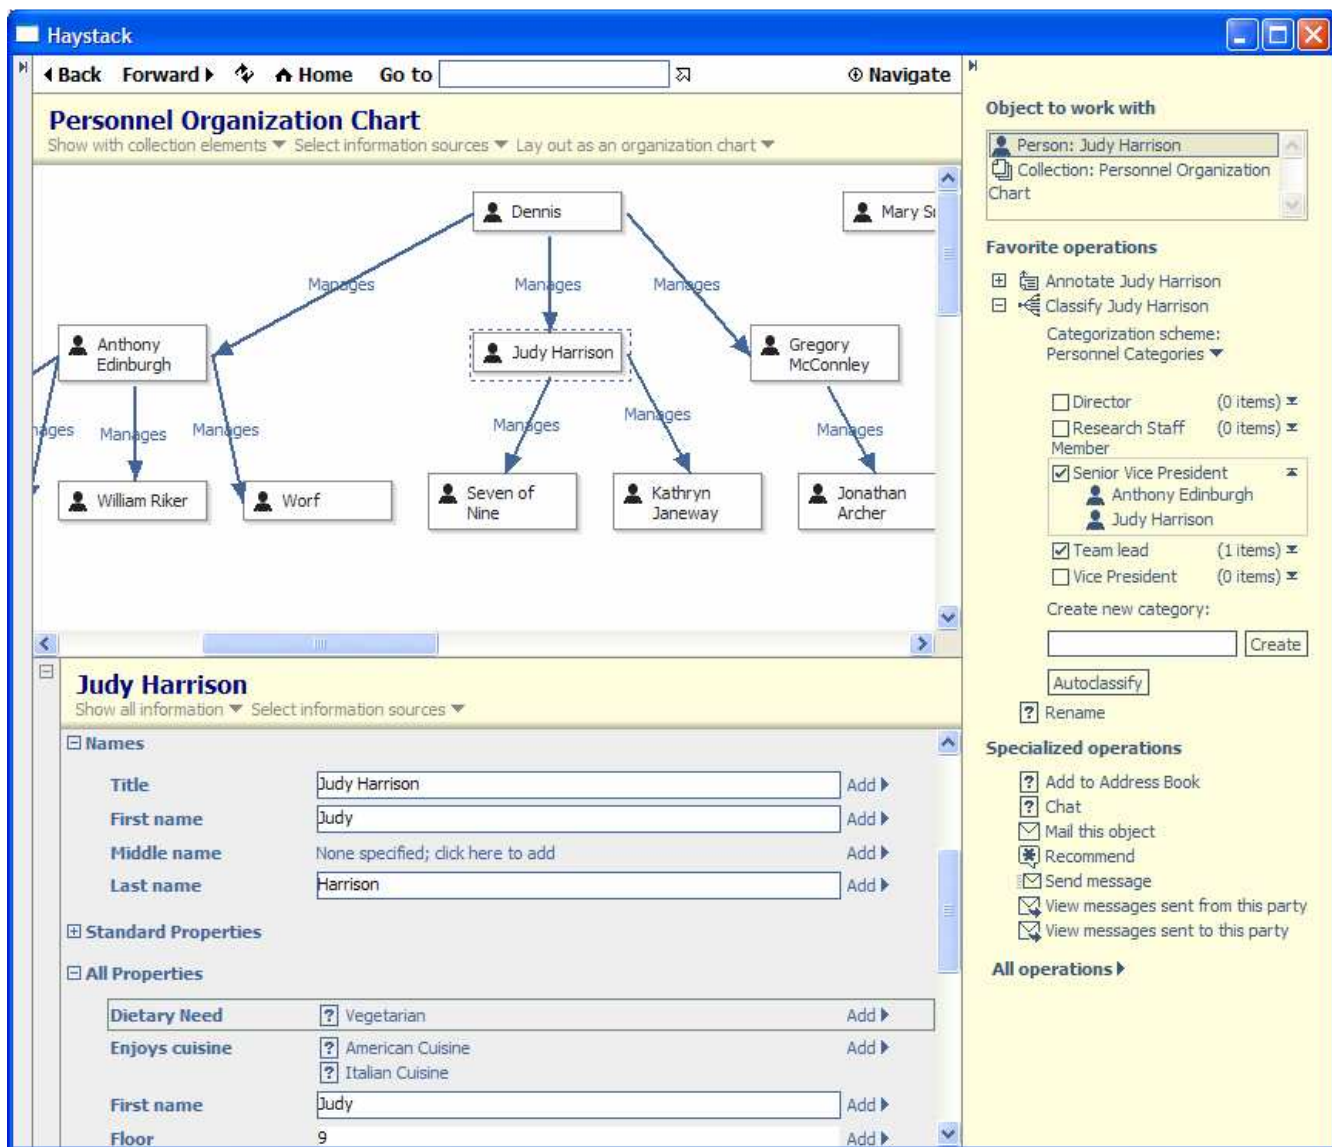 Haystack
Back Forward Home Go to Navigate
Personnel Organization Chart
Show with collection elements Select information sources Lay out as an organization chart
Dennis
Mary
Manages Manages Manages
Anthony
Edinburgh
Judy Harrison
Gregory
McConnley
Manages Manages Manages Manages Manages
William Riker
Worf
Seven of
Nine
Kathryn
Janeway
Jonathan
Archer
Judy Harrison
Show all information Select information sources
Names
Title Judy Harrison Add
First name Judy Add
Middle name None specified; click here to add Add
Last name Harrison Add
Standard Properties
All Properties
Dietary Need ? Vegetarian Add
Enjoys cuisine ? American Cuisine Add
? Italian Cuisine
First name Judy Add
Floor 9 Add
Object to work with
Person: Judy Harrison
Collection: Personnel Organization
Chart
Favorite operations
Annotate Judy Harrison
Classify Judy Harrison
Categorization scheme:
Personnel Categories
Director (0 items)
Research Staff (0 items)
Member
Senior Vice President
Anthony Edinburgh
Judy Harrison
Team lead (1 items)
Vice President (0 items)
Create new category:
Create
Autoclassify
? Rename
Specialized operations
? Add to Address Book
? Chat
Mail this object
Recommend
Send message
View messages sent from this party
View messages sent to this party
All operations